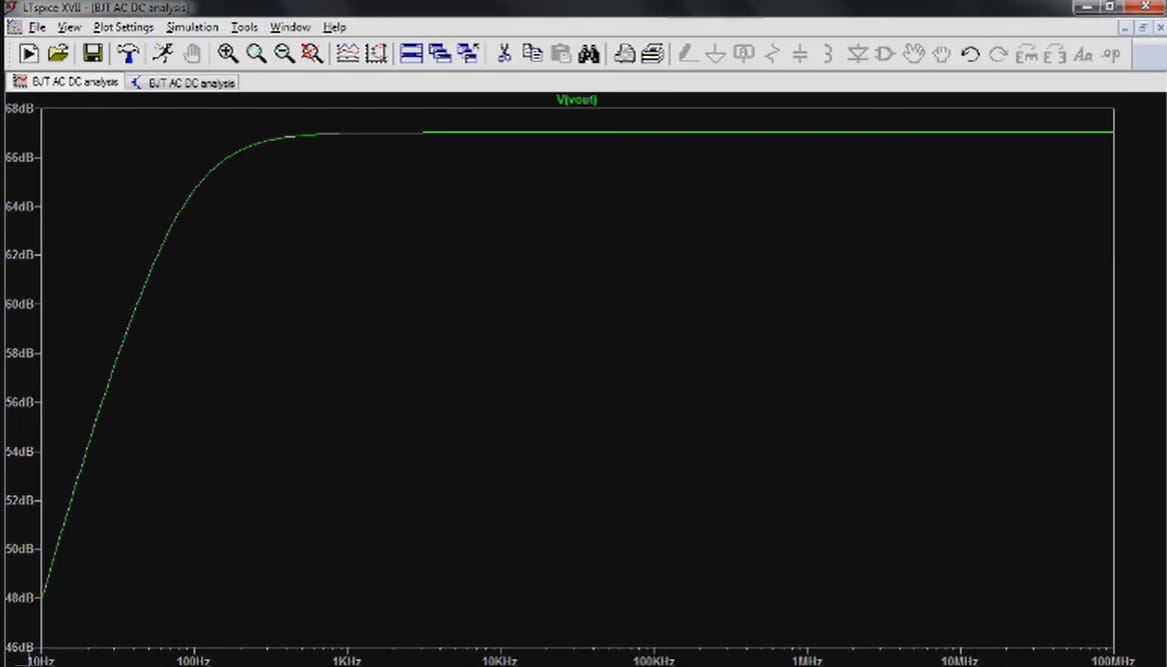 LTspice XVII - [BJT AC DC analysis]
File View Plot Settings Simulation Tools Window Help
BJT AC DC analysis BJT AC DC analysis
V(vout)
68dB
66dB
64dB
62dB
60dB
58dB
56dB
54dB
52dB
50dB
48dB
46dB
10Hz 100Hz 1KHz 10KHz 100KHz 1MHz 10MHz 100MHz